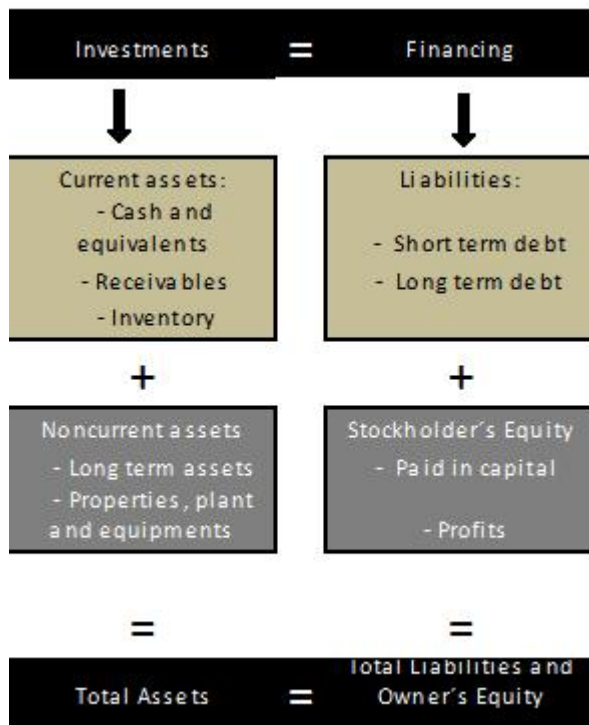 Investments = Financing
Current assets:
- Cash and
equivalents
- Receivables
- Inventory
Liabilities:
- Short term debt
- Long term debt
+ +
Noncurrent assets
- Long term assets
- Properties, plant
and equipments
Stockholder´s Equity
- Paid in capital
- Profits
= =
Total Assets = Total Liabilities and
Owner´s Equity